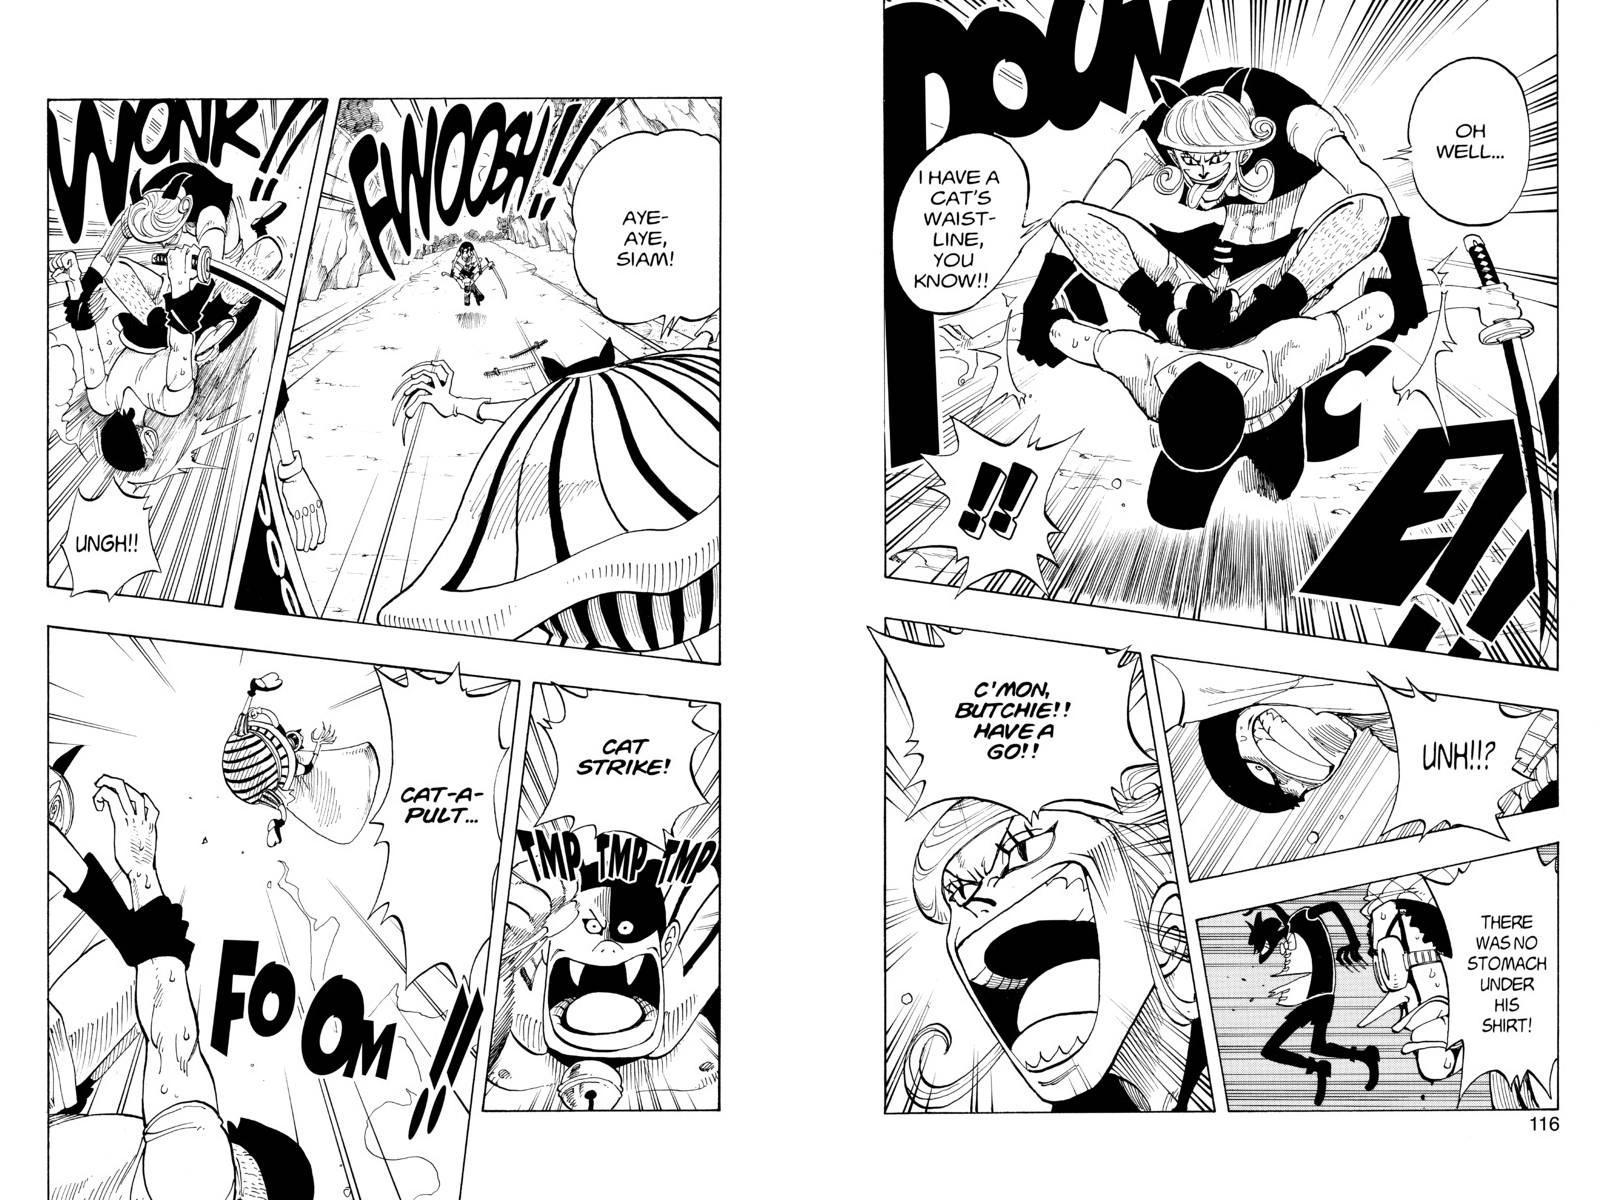 OH
WELL...
I HAVE A
CAT'S
WAIST-
LINE,
YOU
KNOW!!
!!
UNH!!?
THERE
WAS NO
STOMACH
UNDER
HIS
SHIRT!
C'MON,
BUTCHIE!!
HAVE A
GO!!
116
AYE-
AYE,
SIAM!
FWOOSH!!
WONK!!
UNGH!!
CAT
STRIKE!
TMP TMP TMP
CAT-A-
PULT...
FOOM!!